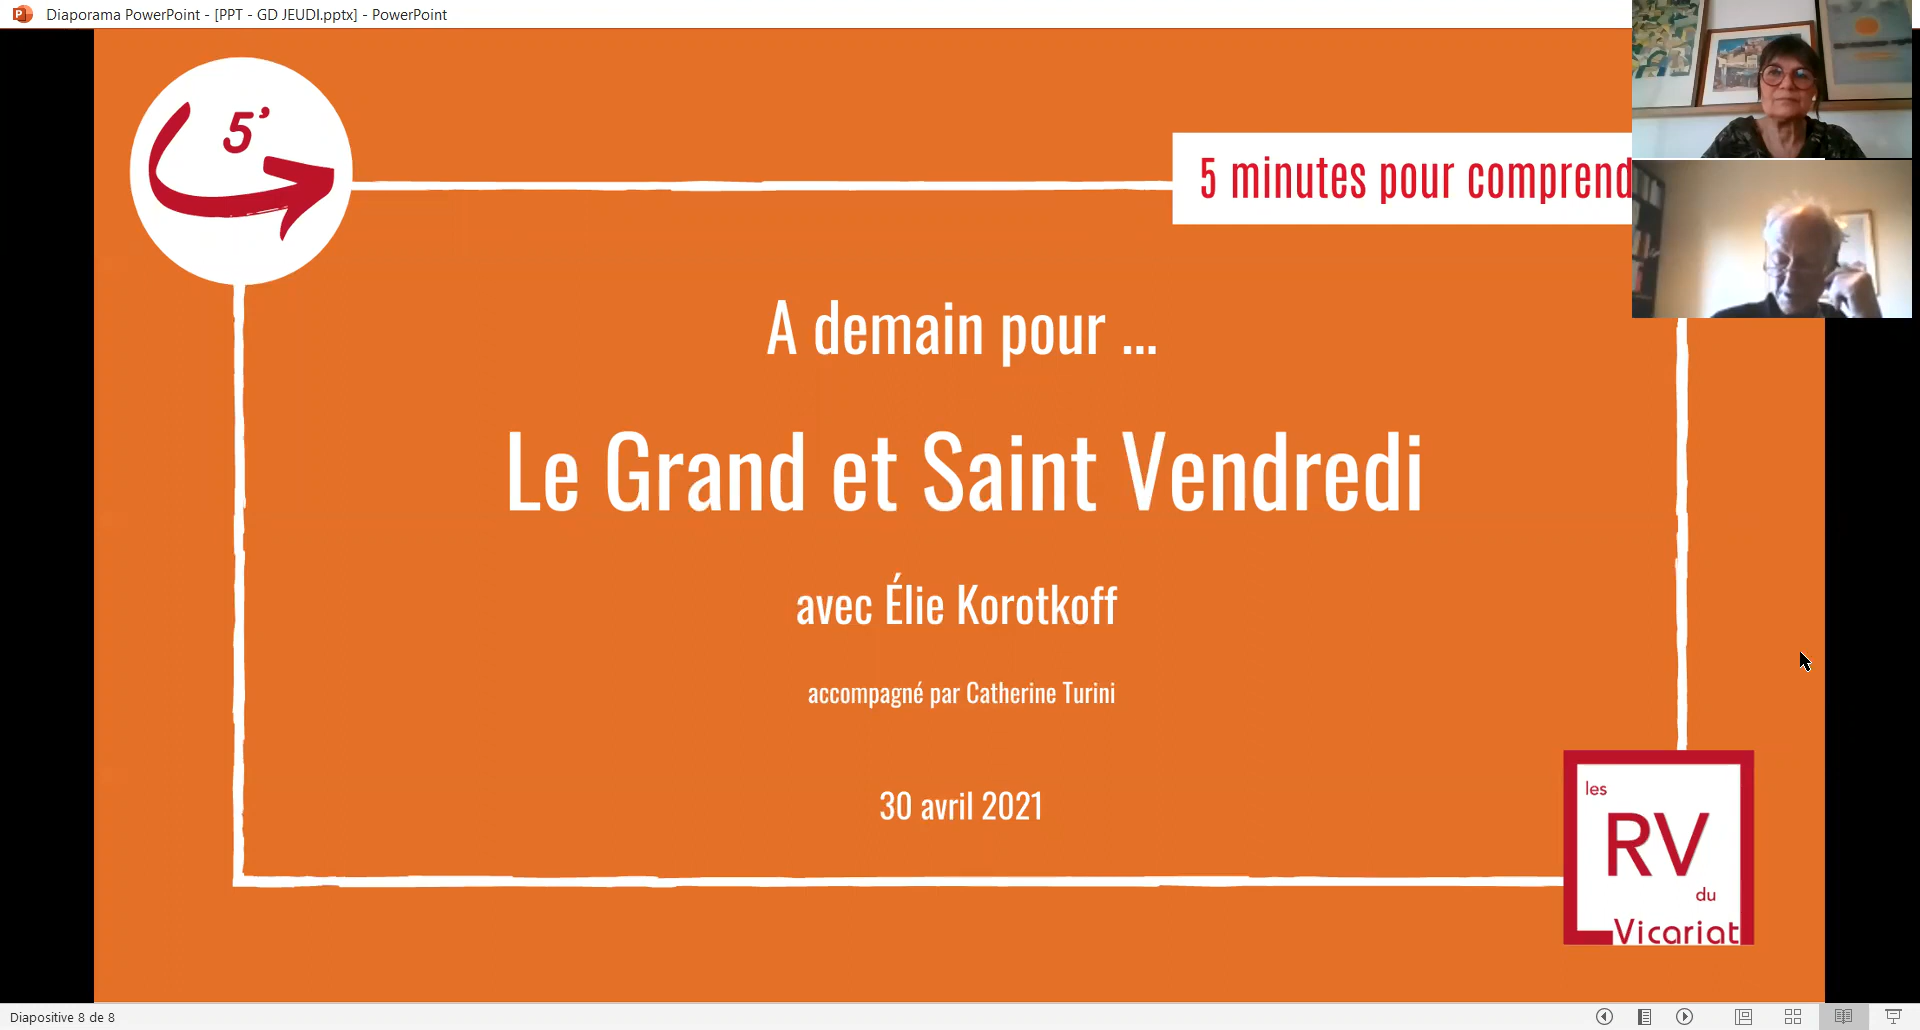 Diaporama PowerPoint - [PPT - GD JEUDI.pptx] - PowerPoint
5’
5 minutes pour comprend
A demain pour ...
Le Grand et Saint Vendredi
avec Élie Korotkoff
accompagné par Catherine Turini
30 avril 2021
les
RV
du
Vicariat
Diapositive 8 de 8